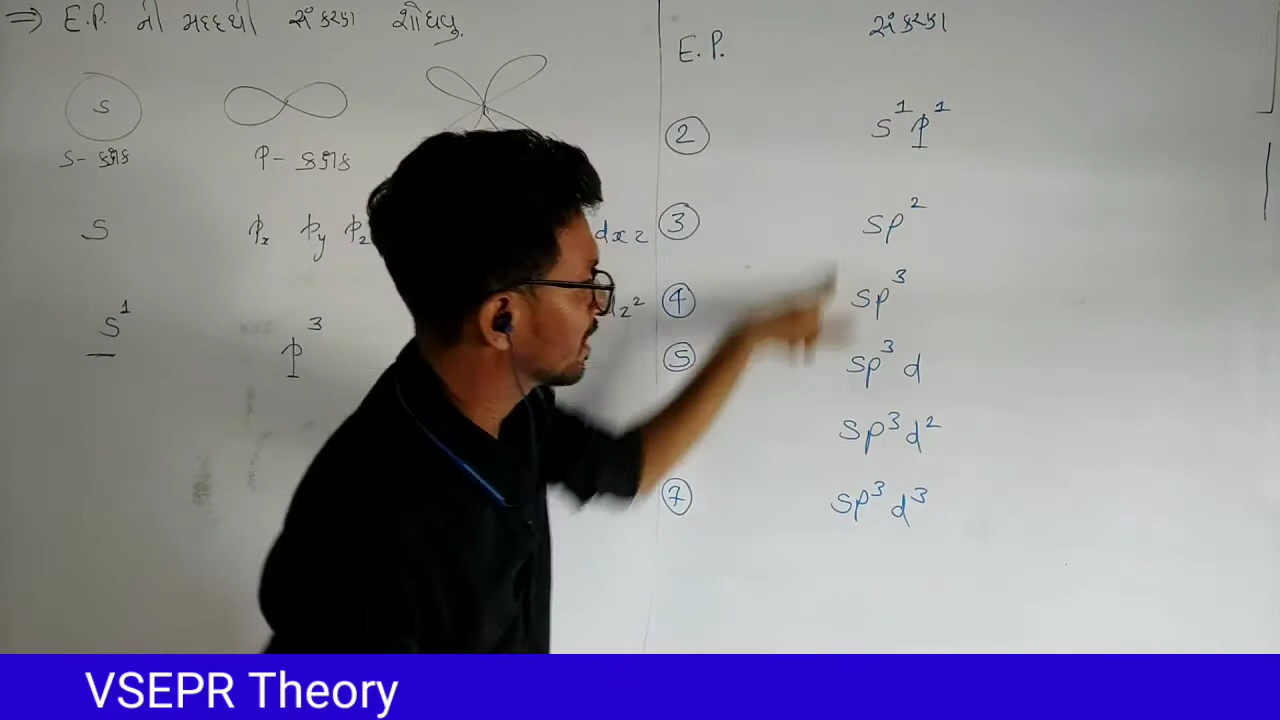 ⇒ E.P. ની મદદથી સંકરણ શોધવુ.
S
S- કક્ષક
P- કક્ષક
S
px py pz
dxz
dz²
S¹
p³
E.P. સંકરણ
② S¹p¹
③ sp²
④ sp³
⑤ sp³d
sp³d²
⑦ sp³d³
VSEPR Theory